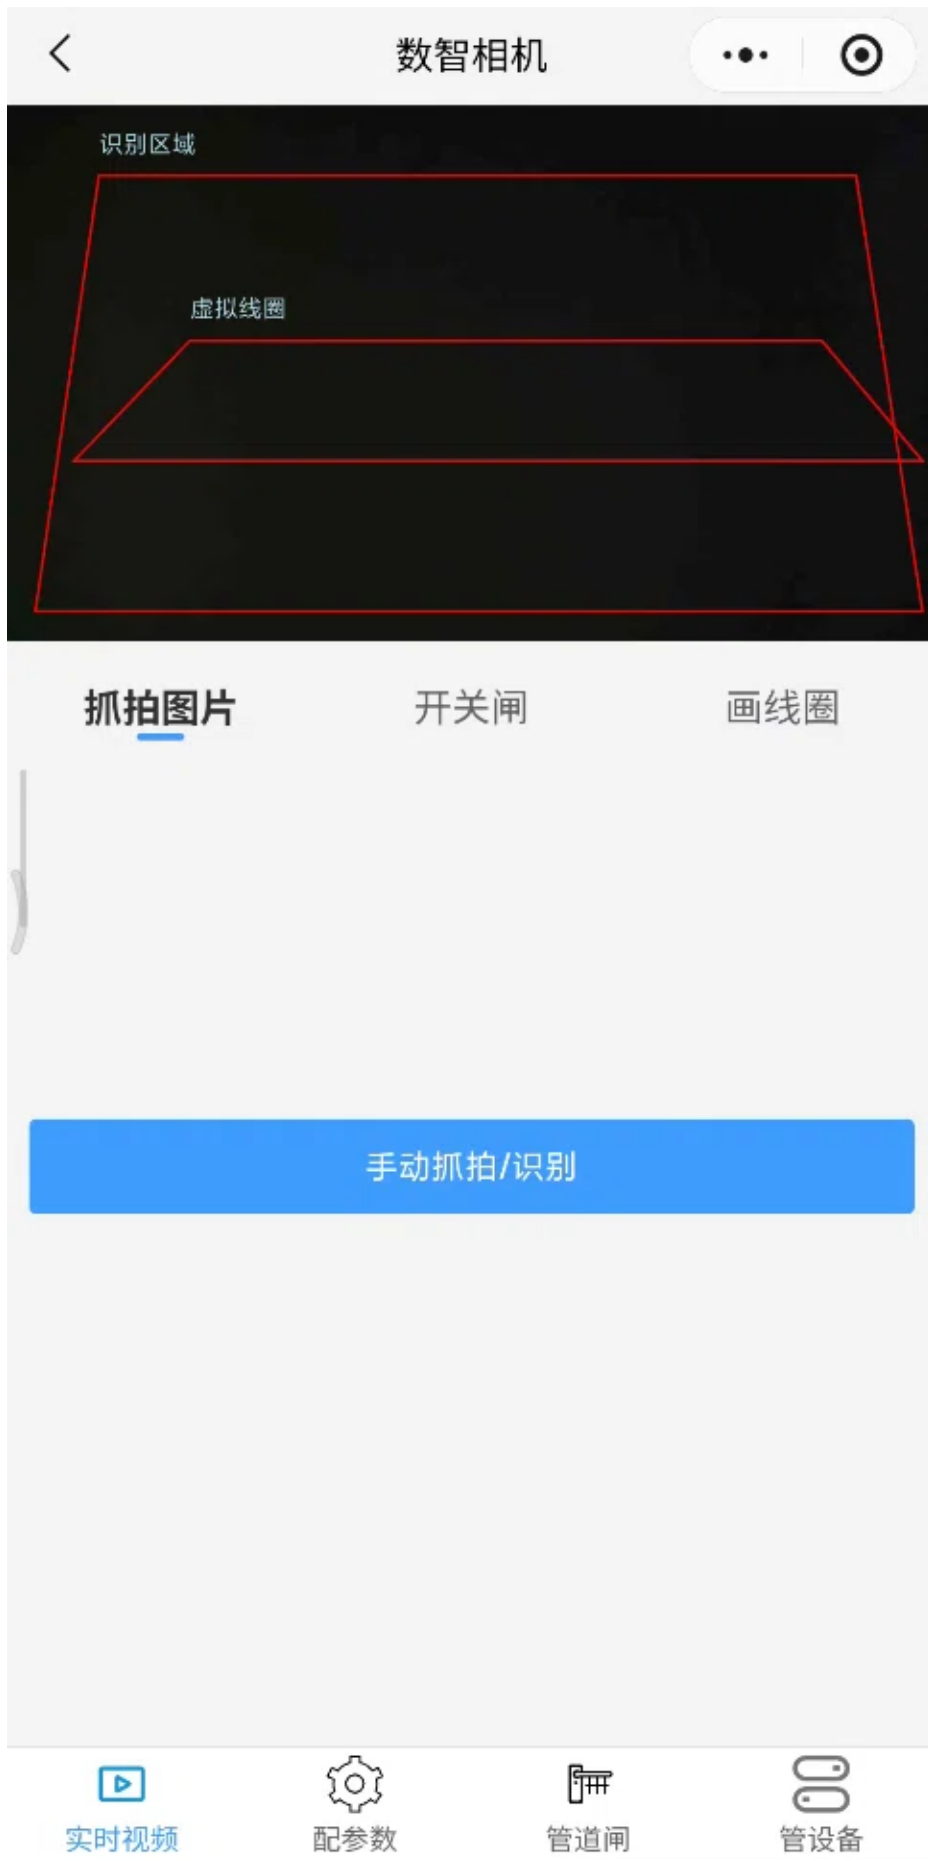 数智相机
识别区域
虚拟线圈
抓拍图片
开关闸
画线圈
手动抓拍/识别
实时视频
配参数
管道闸
管设备